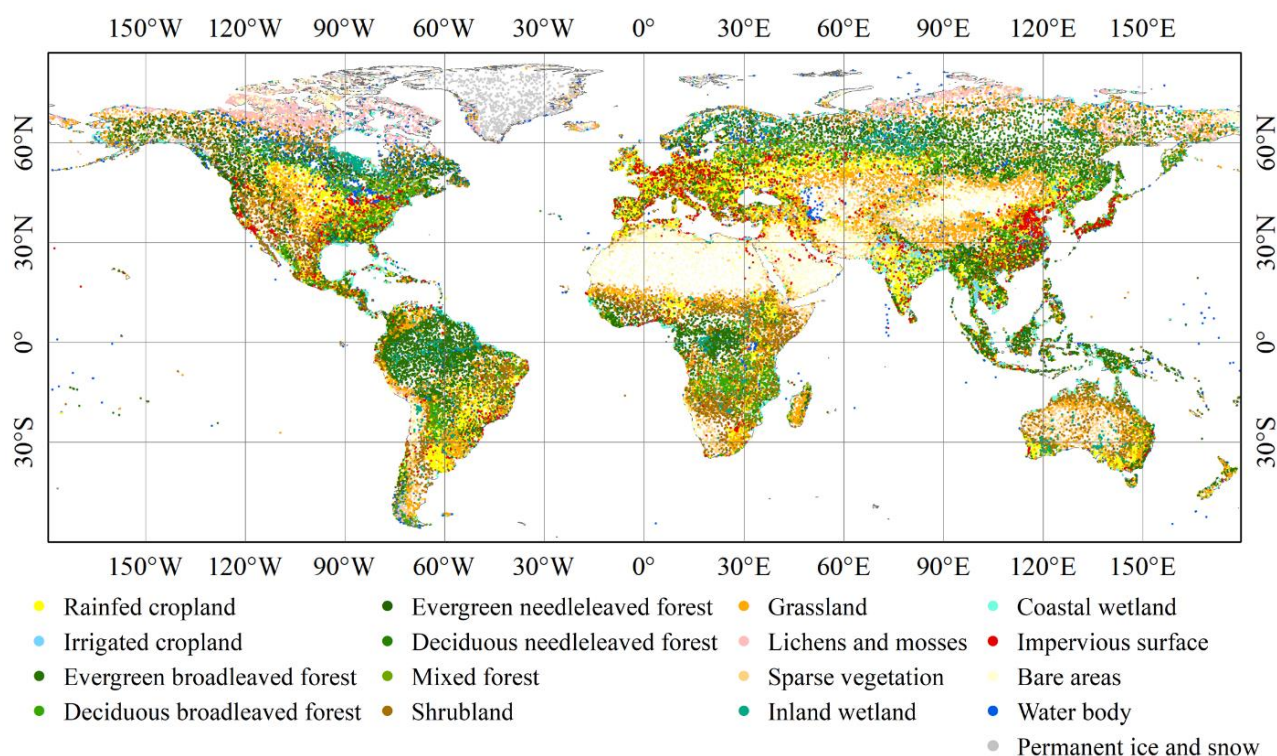 150°W 120°W 90°W 60°W 30°W 0° 30°E 60°E 90°E 120°E 150°E
60°N 60°N
30°N 30°N
0° 0°
30°S 30°S
150°W 120°W 90°W 60°W 30°W 0° 30°E 60°E 90°E 120°E 150°E
Rainfed cropland Evergreen needleleaved forest Grassland Coastal wetland
Irrigated cropland Deciduous needleleaved forest Lichens and mosses Impervious surface
Evergreen broadleaved forest Mixed forest Sparse vegetation Bare areas
Deciduous broadleaved forest Shrubland Inland wetland Water body
Permanent ice and snow